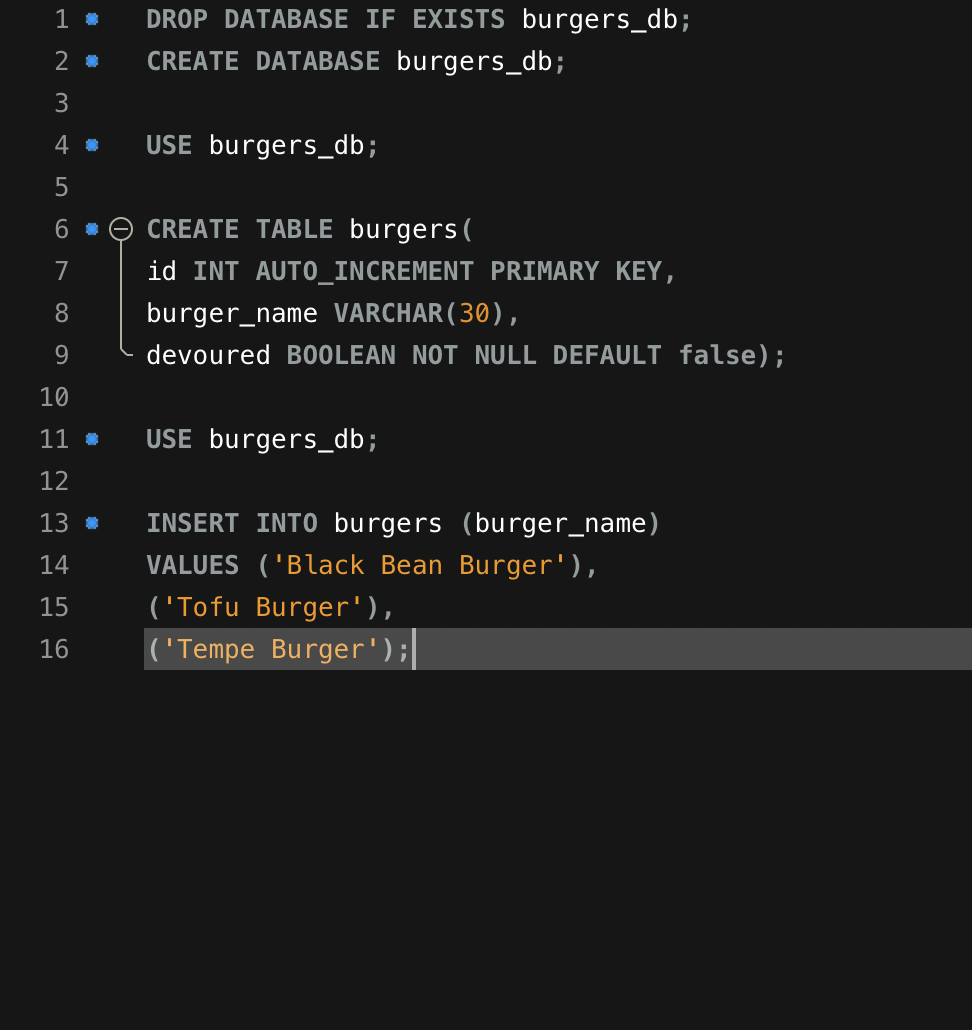 1 DROP DATABASE IF EXISTS burgers_db;
2 CREATE DATABASE burgers_db;
3
4 USE burgers_db;
5
6 CREATE TABLE burgers(
7 id INT AUTO_INCREMENT PRIMARY KEY,
8 burger_name VARCHAR(30),
9 devoured BOOLEAN NOT NULL DEFAULT false);
10
11 USE burgers_db;
12
13 INSERT INTO burgers (burger_name)
14 VALUES ('Black Bean Burger'),
15 ('Tofu Burger'),
16 ('Tempe Burger');